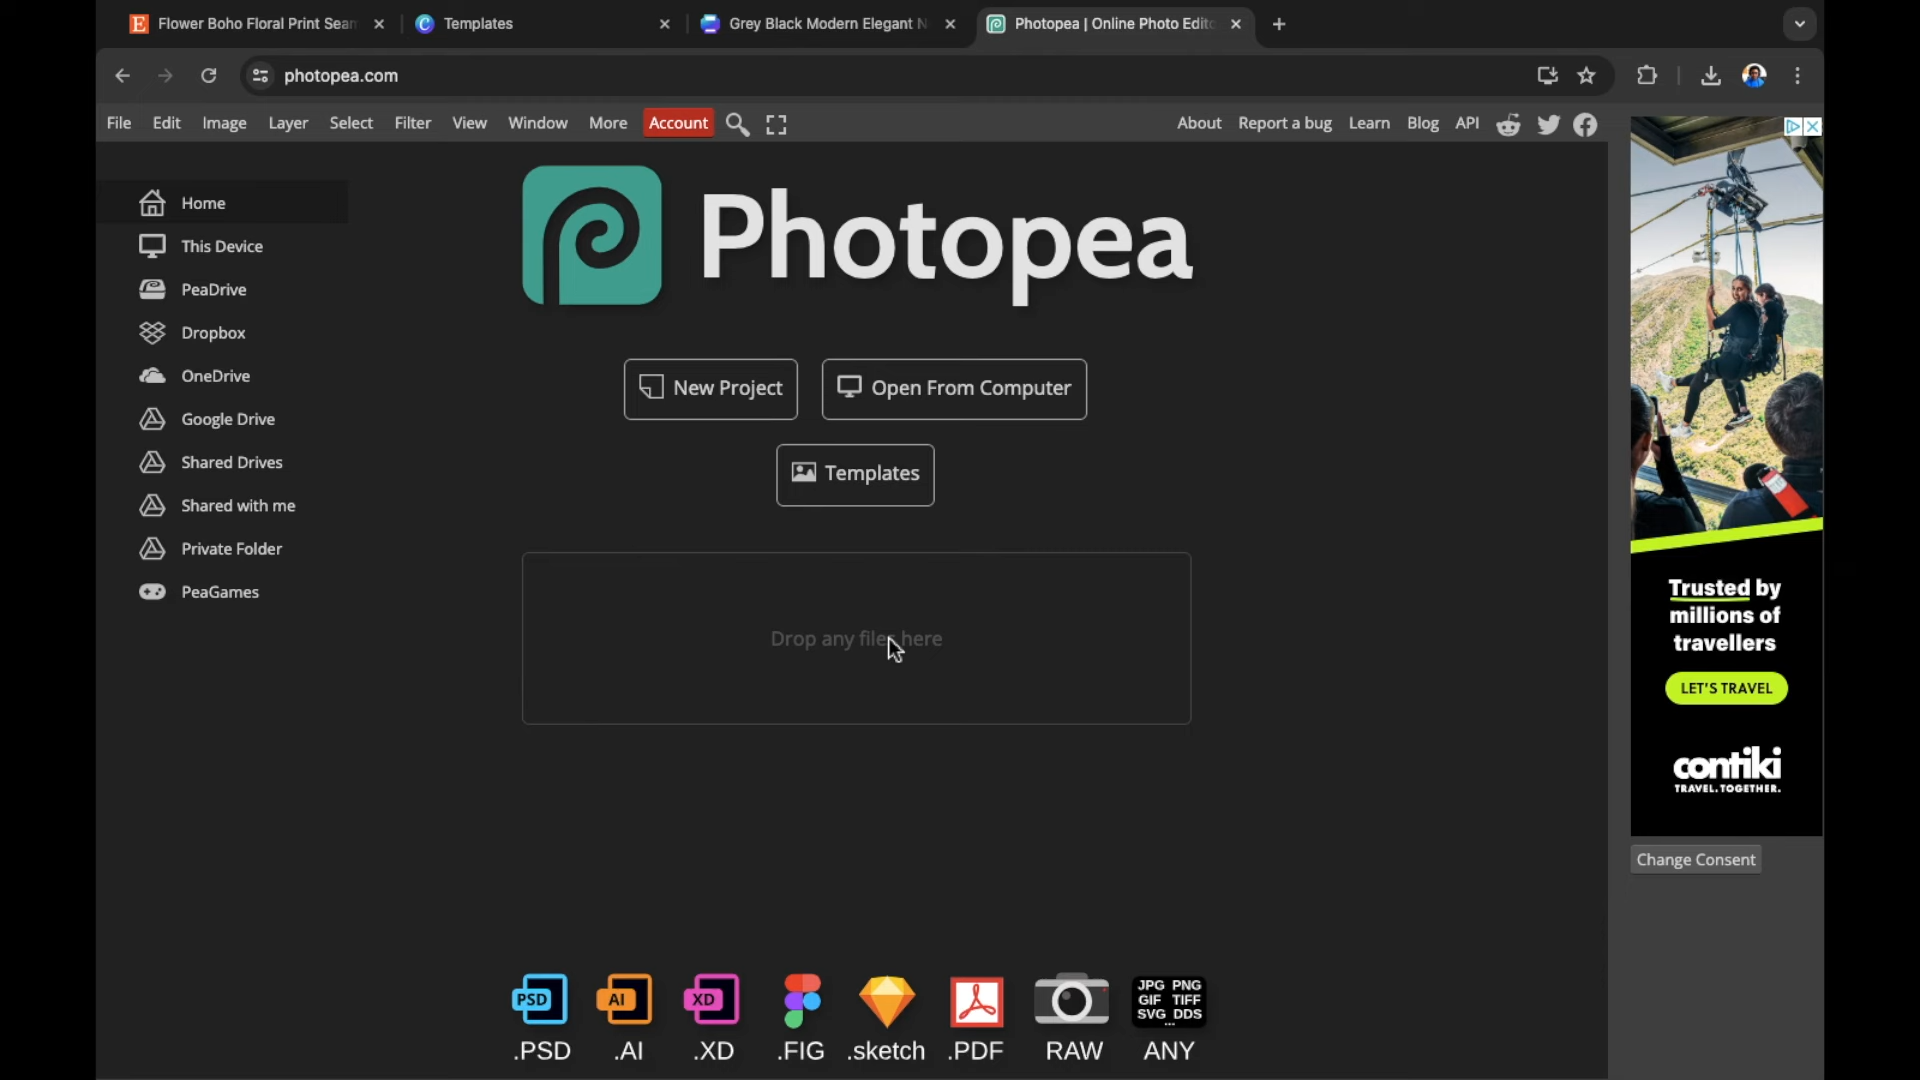 Flower Boho Floral Print Sean
Templates
Grey Black Modern Elegant N
Photopea | Online Photo Edito
photopea.com
File Edit Image Layer Select Filter View Window More Account
About Report a bug Learn Blog API
Home
This Device
PeaDrive
Dropbox
OneDrive
Google Drive
Shared Drives
Shared with me
Private Folder
PeaGames
Photopea
New Project
Open From Computer
Templates
Drop any files here
PSD AI XD
JPG PNG
GIF TIFF
SVG DDS
...
.PSD .AI .XD .FIG .sketch .PDF RAW ANY
Trusted by
millions of
travellers
LET'S TRAVEL
contiki
TRAVEL. TOGETHER.
Change Consent